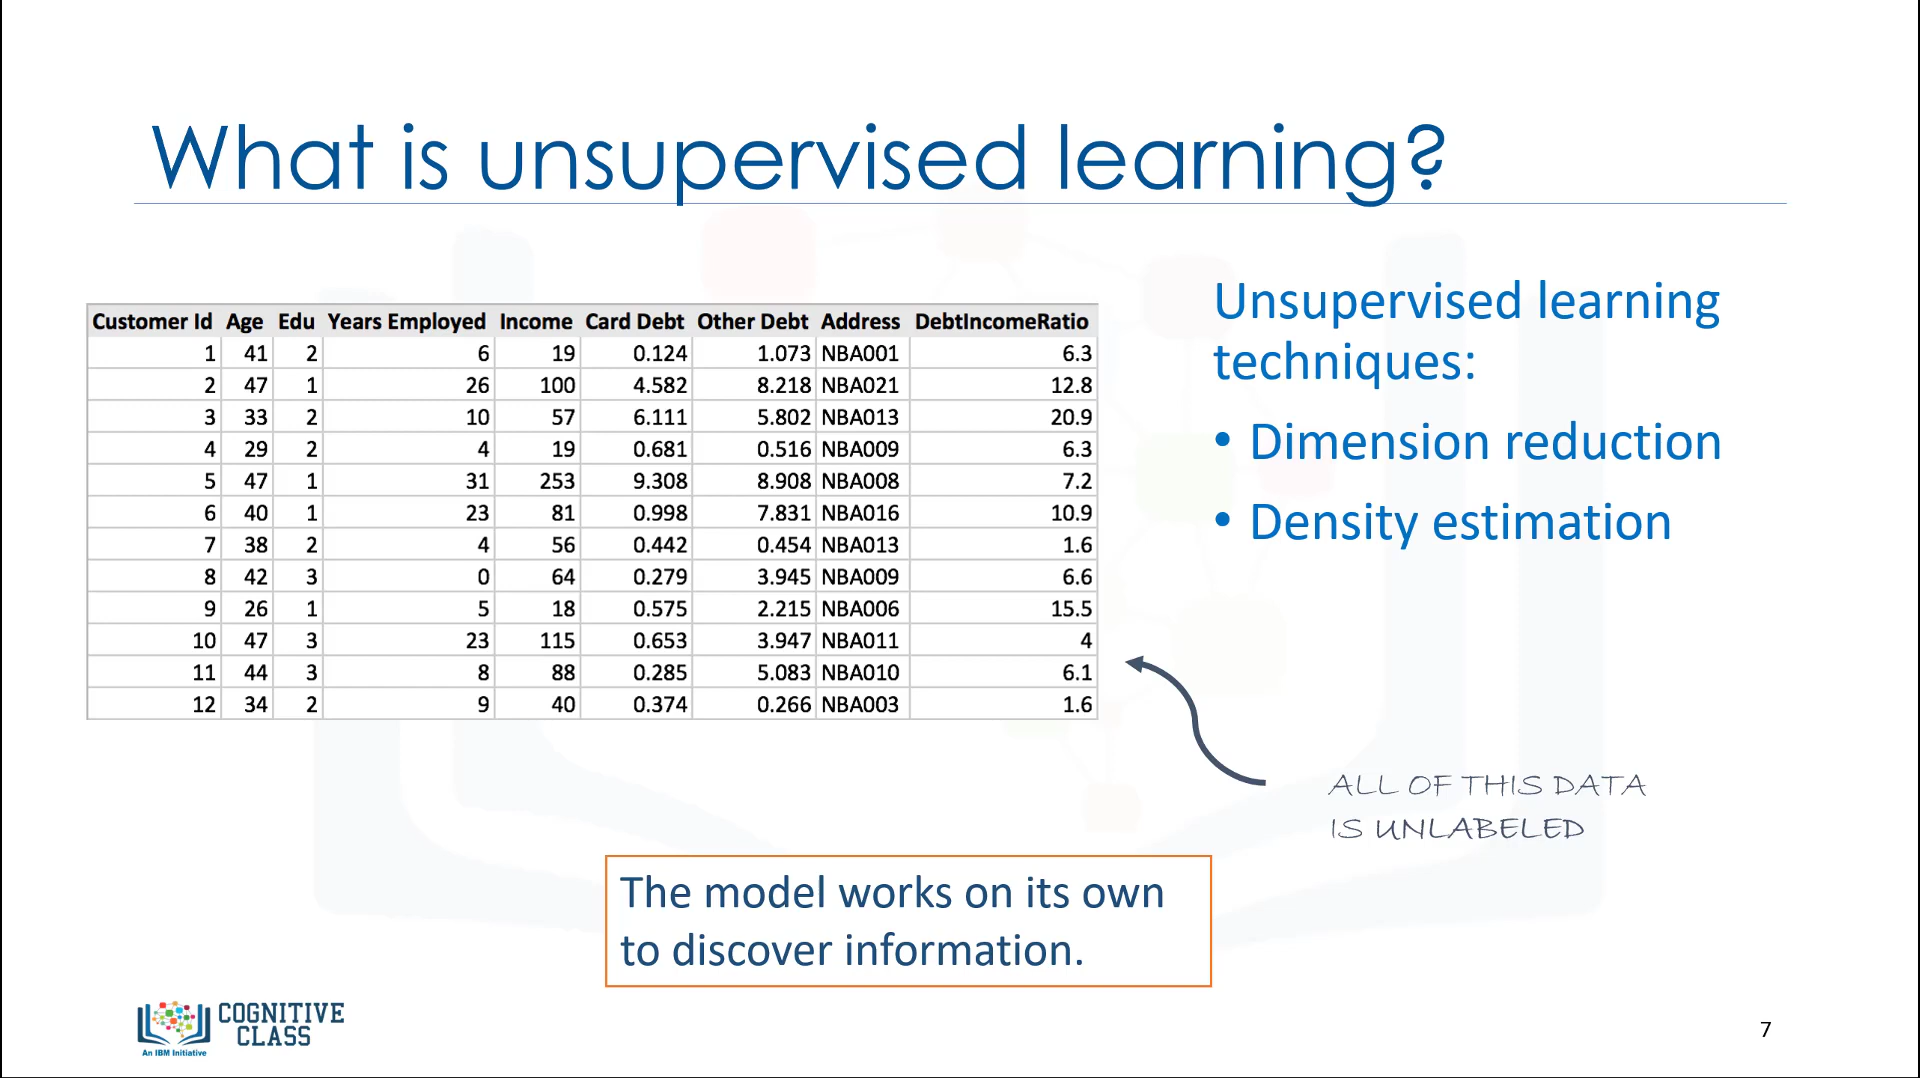 What is unsupervised learning?
Customer Id Age Edu Years Employed Income Card Debt Other Debt Address DebtIncomeRatio
1 41 2 6 19 0.124 1.073 NBA001 6.3
2 47 1 26 100 4.582 8.218 NBA021 12.8
3 33 2 10 57 6.111 5.802 NBA013 20.9
4 29 2 4 19 0.681 0.516 NBA009 6.3
5 47 1 31 253 9.308 8.908 NBA008 7.2
6 40 1 23 81 0.998 7.831 NBA016 10.9
7 38 2 4 56 0.442 0.454 NBA013 1.6
8 42 3 0 64 0.279 3.945 NBA009 6.6
9 26 1 5 18 0.575 2.215 NBA006 15.5
10 47 3 23 115 0.653 3.947 NBA011 4
11 44 3 8 88 0.285 5.083 NBA010 6.1
12 34 2 9 40 0.374 0.266 NBA003 1.6
Unsupervised learning
techniques:
• Dimension reduction
• Density estimation
ALL OF THIS DATA
IS UNLABELED
The model works on its own
to discover information.
COGNITIVE
CLASS
An IBM Initiative
7